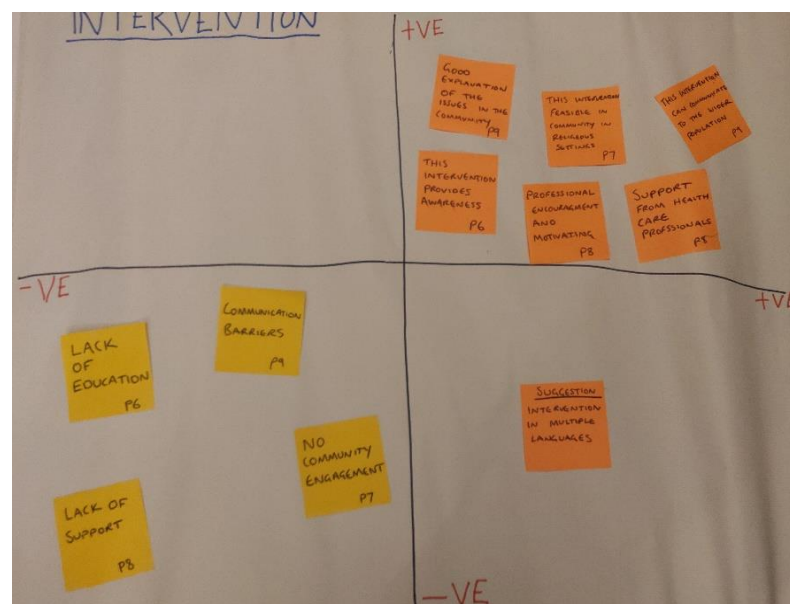 INTERVENTION
+VE
GOOD
EXPLANATION
OF THE
ISSUES IN THE
COMMUNITY
P9
THIS INTERVENTION
FEASIBLE IN
COMMUNITY IN
RELIGIOUS
SETTINGS
P7
THIS INTERVENTION
CAN COMMUNICATE
TO THE WIDER
POPULATION
P9
THIS
INTERVENTION
PROVIDES
AWARENESS
P6
PROFESSIONAL
ENCOURAGMENT
AND
MOTIVATING
P8
SUPPORT
FROM HEALTH
CARE
PROFESSIONALS
-VE
+VE
COMMUNICATION
BARRIERS
P9
LACK
OF
EDUCATION
P6
NO
COMMUNITY
ENGAGEMENT
P7
LACK OF
SUPPORT
P8
SUGGESTION
INTERVENTION
IN MULTIPLE
LANGUAGES
-VE